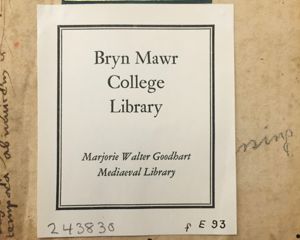 Bryn Mawr
College
Library
Marjorie Walter Goodhart
Mediaeval Library
243830
f E 93